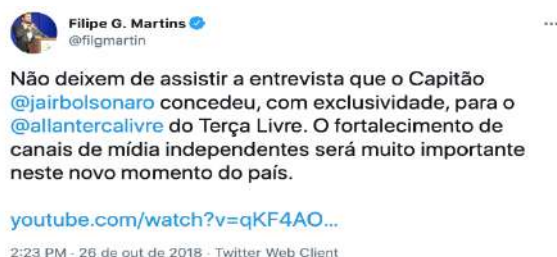 Filipe G. Martins
@filgmartin
Não deixem de assistir a entrevista que o Capitão
@jairbolsonaro concedeu, com exclusividade, para o
@allantercalivre do Terça Livre. O fortalecimento de
canais de mídia independentes será muito importante
neste novo momento do país.
youtube.com/watch?v=qKF4AO...
2:23 PM · 26 de out de 2018 · Twitter Web Client